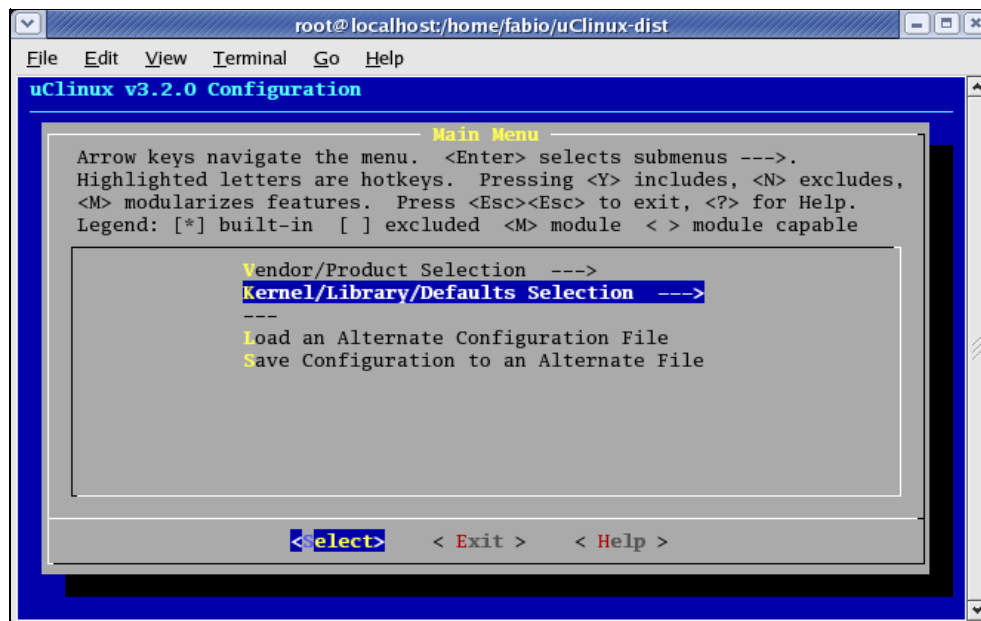 root@localhost:/home/fabio/uClinux-dist
File Edit View Terminal Go Help
uClinux v3.2.0 Configuration
Main Menu
Arrow keys navigate the menu. <Enter> selects submenus --->.
Highlighted letters are hotkeys. Pressing <Y> includes, <N> excludes,
<M> modularizes features. Press <Esc><Esc> to exit, <?> for Help.
Legend: [*] built-in [ ] excluded <M> module < > module capable
Vendor/Product Selection --->
Kernel/Library/Defaults Selection --->
---
Load an Alternate Configuration File
Save Configuration to an Alternate File
<Select> < Exit > < Help >